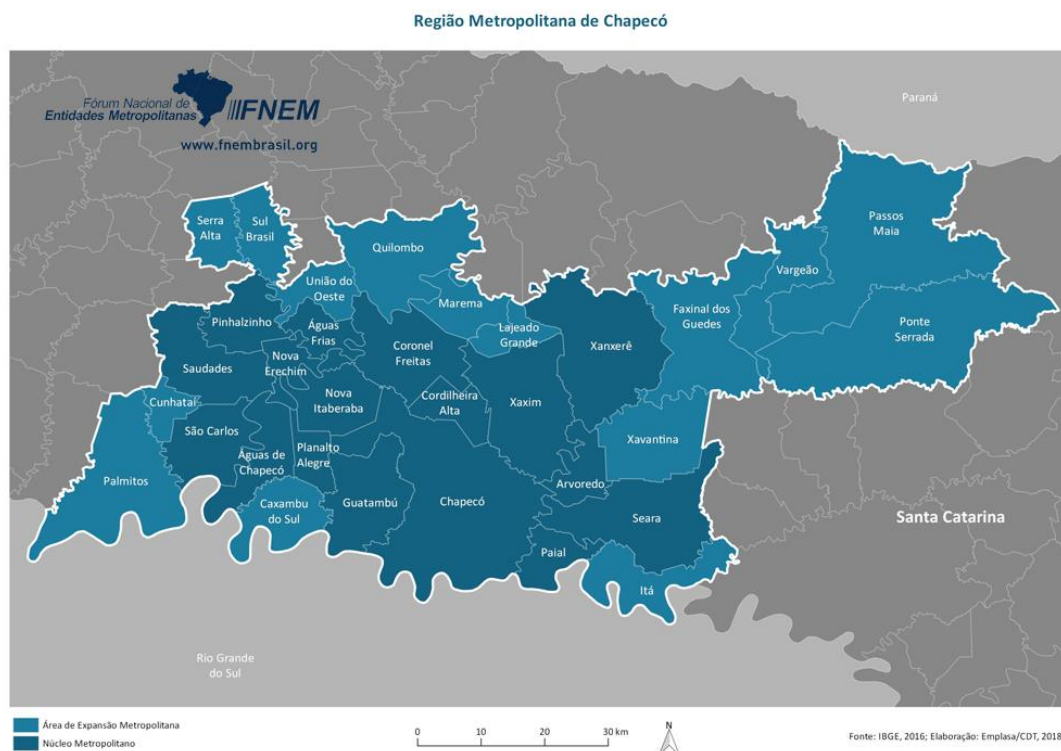 Região Metropolitana de Chapecó
Fórum Nacional de
Entidades Metropolitanas
FNEM
www.fnembrasil.org
Paraná
Serra
Alta
Sul
Brasil
Quilombo
Passos
Maia
União do
Oeste
Vargeão
Marema
Pinhalzinho
Águas
Frias
Lajeado
Grande
Faxinal dos
Guedes
Ponte
Serrada
Coronel
Freitas
Xanxerê
Nova
Erechim
Saudades
Nova
Itaberaba
Cordilheira
Alta
Xaxim
Cunhataí
São Carlos
Xavantina
Águas de
Chapecó
Planalto
Alegre
Palmitos
Arvoredo
Caxambu
do Sul
Guatambú
Chapecó
Seara
Santa Catarina
Paial
Itá
Rio Grande
do Sul
Área de Expansão Metropolitana
Núcleo Metropolitano
0 10 20 30 km
N
Fonte: IBGE, 2016; Elaboração: Emplasa/CDT, 2018